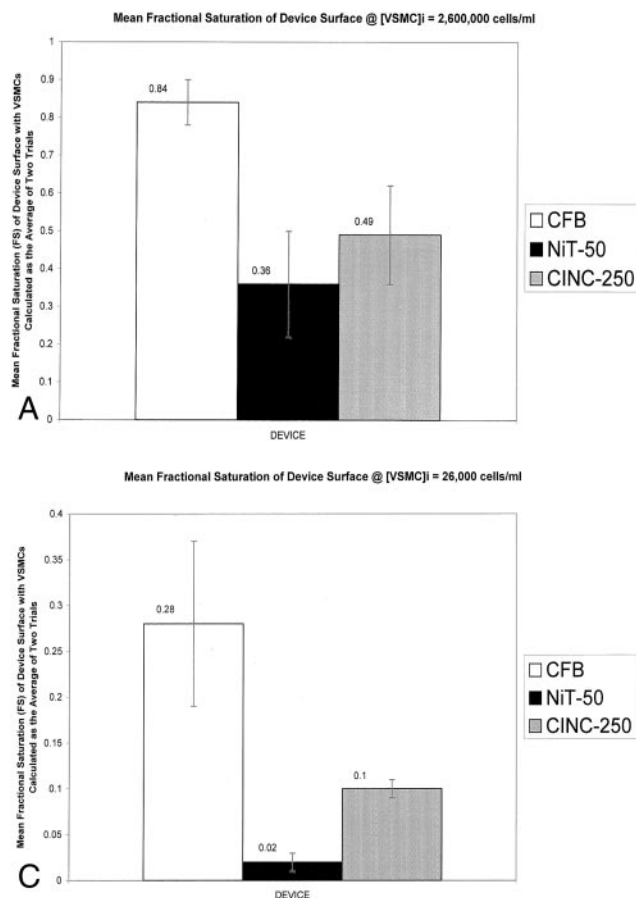 Mean Fractional Saturation of Device Surface @ [VSMC]i = 2,600,000 cells/ml
Mean Fractional Saturation (FS) of Device Surface with VSMCs
Calculated as the Average of Two Trials
1
0.9
0.8
0.7
0.6
0.5
0.4
0.3
0.2
0.1
0
0.84
0.36
0.49
DEVICE
CFB
NiT-50
CINC-250
A
Mean Fractional Saturation of Device Surface @ [VSMC]i = 26,000 cells/ml
Mean Fractional Saturation (FS) of Device Surface with VSMCs
Calculated as the Average of Two Trials
0.4
0.35
0.3
0.25
0.2
0.15
0.1
0.05
0
0.28
0.02
0.1
DEVICE
CFB
NiT-50
CINC-250
C